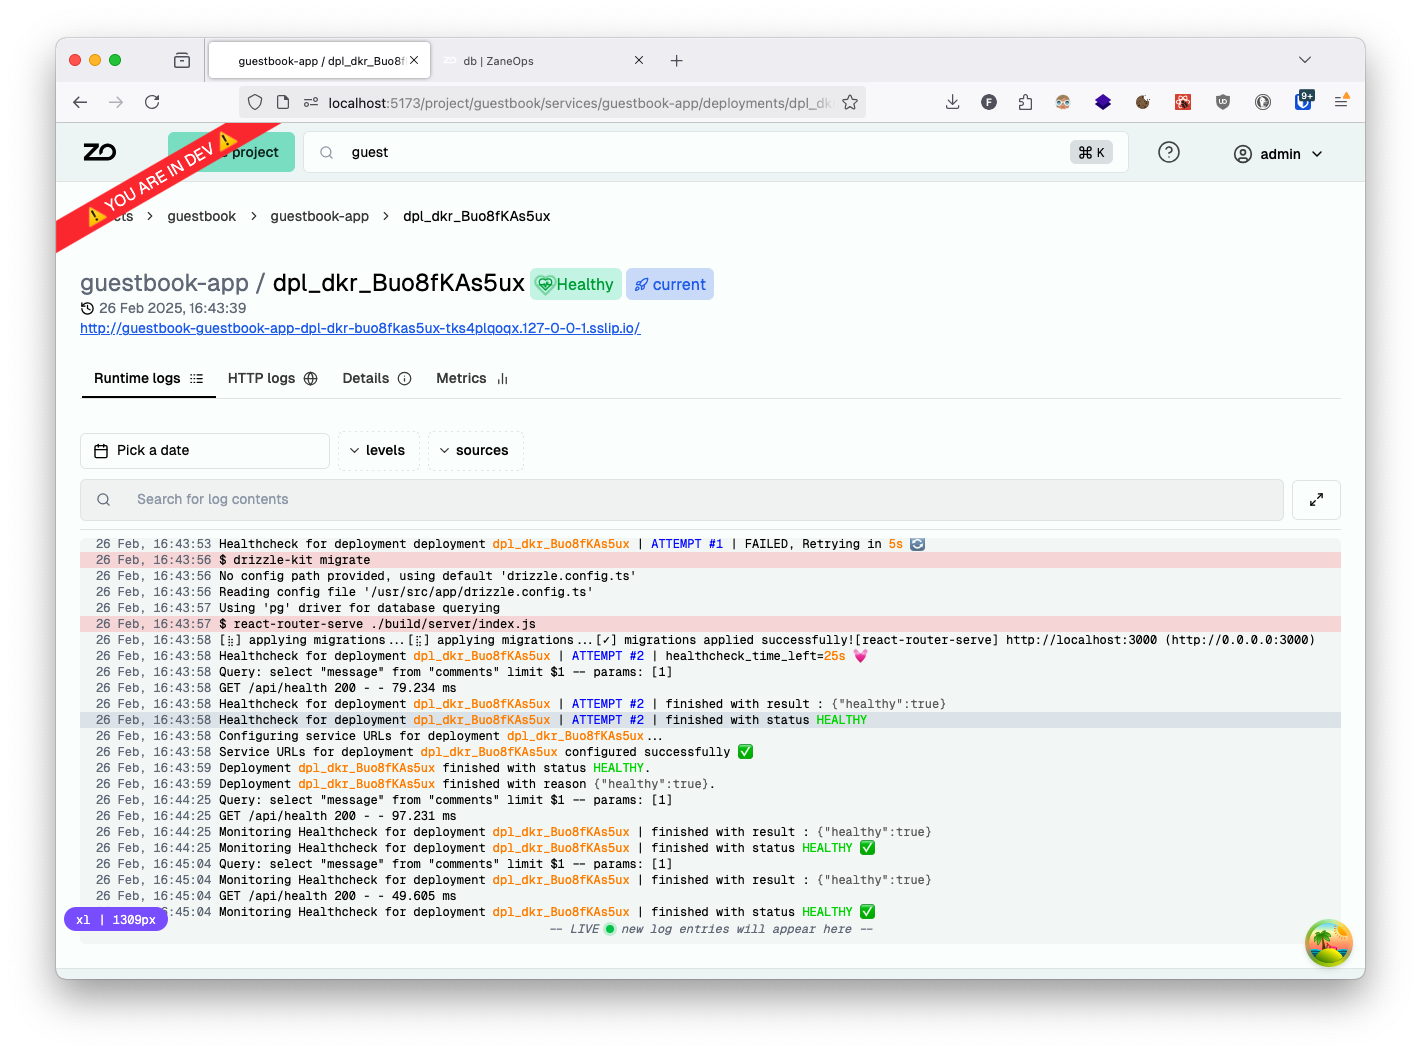 guestbook-app / dpl_dkr_Buo8f
db | ZaneOps
localhost:5173/project/guestbook/services/guestbook-app/deployments/dpl_dk
9+
ZO
project
guest
⌘ K
admin
⚠️ YOU ARE IN DEV ⚠️
guestbook
guestbook-app
dpl_dkr_Buo8fKAs5ux
guestbook-app / dpl_dkr_Buo8fKAs5ux Healthy current
26 Feb 2025, 16:43:39
http://guestbook-guestbook-app-dpl-dkr-buo8fkas5ux-tks4plqoqx.127-0-0-1.sslip.io/
Runtime logs HTTP logs Details Metrics
Pick a date levels sources
Search for log contents
26 Feb, 16:43:53 Healthcheck for deployment deployment dpl_dkr_Buo8fKAs5ux | ATTEMPT #1 | FAILED, Retrying in 5s 🔄
26 Feb, 16:43:56 $ drizzle-kit migrate
26 Feb, 16:43:56 No config path provided, using default 'drizzle.config.ts'
26 Feb, 16:43:56 Reading config file '/usr/src/app/drizzle.config.ts'
26 Feb, 16:43:57 Using 'pg' driver for database querying
26 Feb, 16:43:57 $ react-router-serve ./build/server/index.js
26 Feb, 16:43:58 [⣷] applying migrations...[⣯] applying migrations...[✓] migrations applied successfully![react-router-serve] http://localhost:3000 (http://0.0.0.0:3000)
26 Feb, 16:43:58 Healthcheck for deployment dpl_dkr_Buo8fKAs5ux | ATTEMPT #2 | healthcheck_time_left=25s 💓
26 Feb, 16:43:58 Query: select "message" from "comments" limit $1 -- params: [1]
26 Feb, 16:43:58 GET /api/health 200 - - 79.234 ms
26 Feb, 16:43:58 Healthcheck for deployment dpl_dkr_Buo8fKAs5ux | ATTEMPT #2 | finished with result : {"healthy":true}
26 Feb, 16:43:58 Healthcheck for deployment dpl_dkr_Buo8fKAs5ux | ATTEMPT #2 | finished with status HEALTHY
26 Feb, 16:43:58 Configuring service URLs for deployment dpl_dkr_Buo8fKAs5ux...
26 Feb, 16:43:58 Service URLs for deployment dpl_dkr_Buo8fKAs5ux configured successfully ✅
26 Feb, 16:43:59 Deployment dpl_dkr_Buo8fKAs5ux finished with status HEALTHY.
26 Feb, 16:43:59 Deployment dpl_dkr_Buo8fKAs5ux finished with reason {"healthy":true}.
26 Feb, 16:44:25 Query: select "message" from "comments" limit $1 -- params: [1]
26 Feb, 16:44:25 GET /api/health 200 - - 97.231 ms
26 Feb, 16:44:25 Monitoring Healthcheck for deployment dpl_dkr_Buo8fKAs5ux | finished with result : {"healthy":true}
26 Feb, 16:44:25 Monitoring Healthcheck for deployment dpl_dkr_Buo8fKAs5ux | finished with status HEALTHY ✅
26 Feb, 16:45:04 Query: select "message" from "comments" limit $1 -- params: [1]
26 Feb, 16:45:04 Monitoring Healthcheck for deployment dpl_dkr_Buo8fKAs5ux | finished with result : {"healthy":true}
26 Feb, 16:45:04 GET /api/health 200 - - 49.605 ms
:45:04 Monitoring Healthcheck for deployment dpl_dkr_Buo8fKAs5ux | finished with status HEALTHY ✅
xl | 1309px
-- LIVE new log entries will appear here --